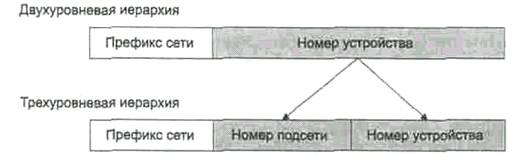 Двухуровневая иерархия
Префикс сети Номер устройства
Трехуровневая иерархия
Префикс сети Номер подсети Номер устройства